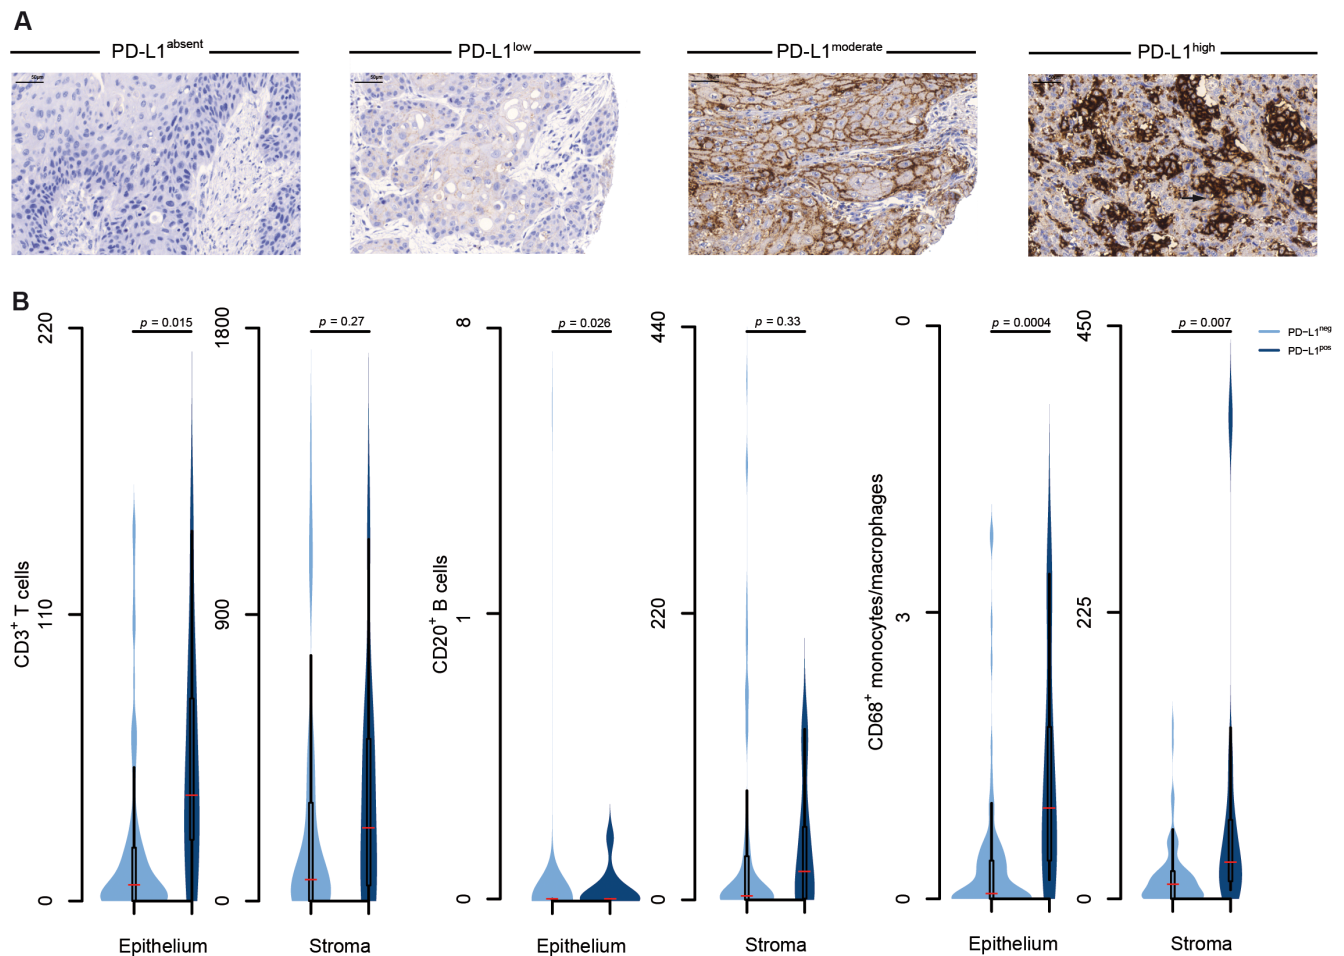 A
PD-L1absent
PD-L1low
PD-L1moderate
PD-L1high
50µm
50µm
B
220
110
0
CD3+ T cells
p = 0.015
Epithelium
1800
900
0
p = 0.27
Stroma
8
1
0
CD20+ B cells
p = 0.026
Epithelium
440
220
0
p = 0.33
Stroma
0
3
0
CD68+ monocytes/macrophages
p = 0.0004
Epithelium
450
225
0
p = 0.007
Stroma
PD-L1neg
PD-L1pos